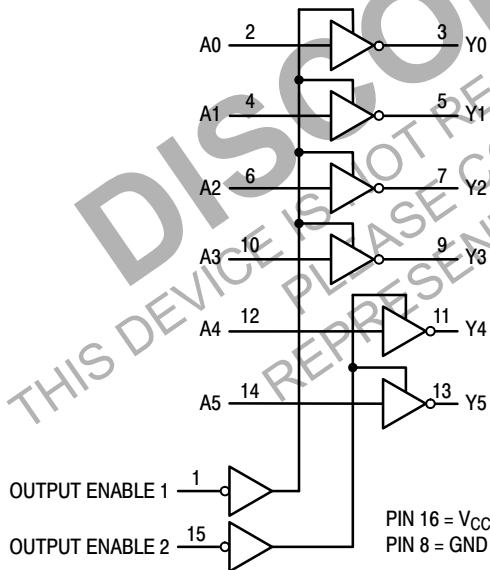 A0 2 3 Y0
A1 4 5 Y1
A2 6 7 Y2
A3 10 9 Y3
A4 12 11 Y4
A5 14 13 Y5
OUTPUT ENABLE 1 1
OUTPUT ENABLE 2 15
PIN 16 = VCC
PIN 8 = GND
THIS DEVICE IS NOT
PLEASE